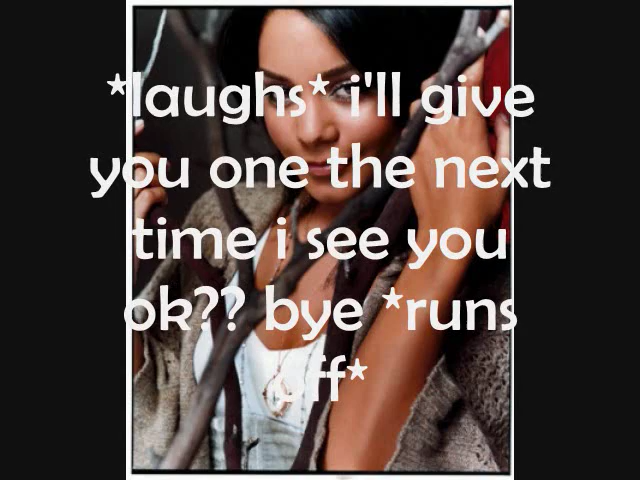 *laughs* i'll give
you one the next
time i see you
ok?? bye *runs
off*